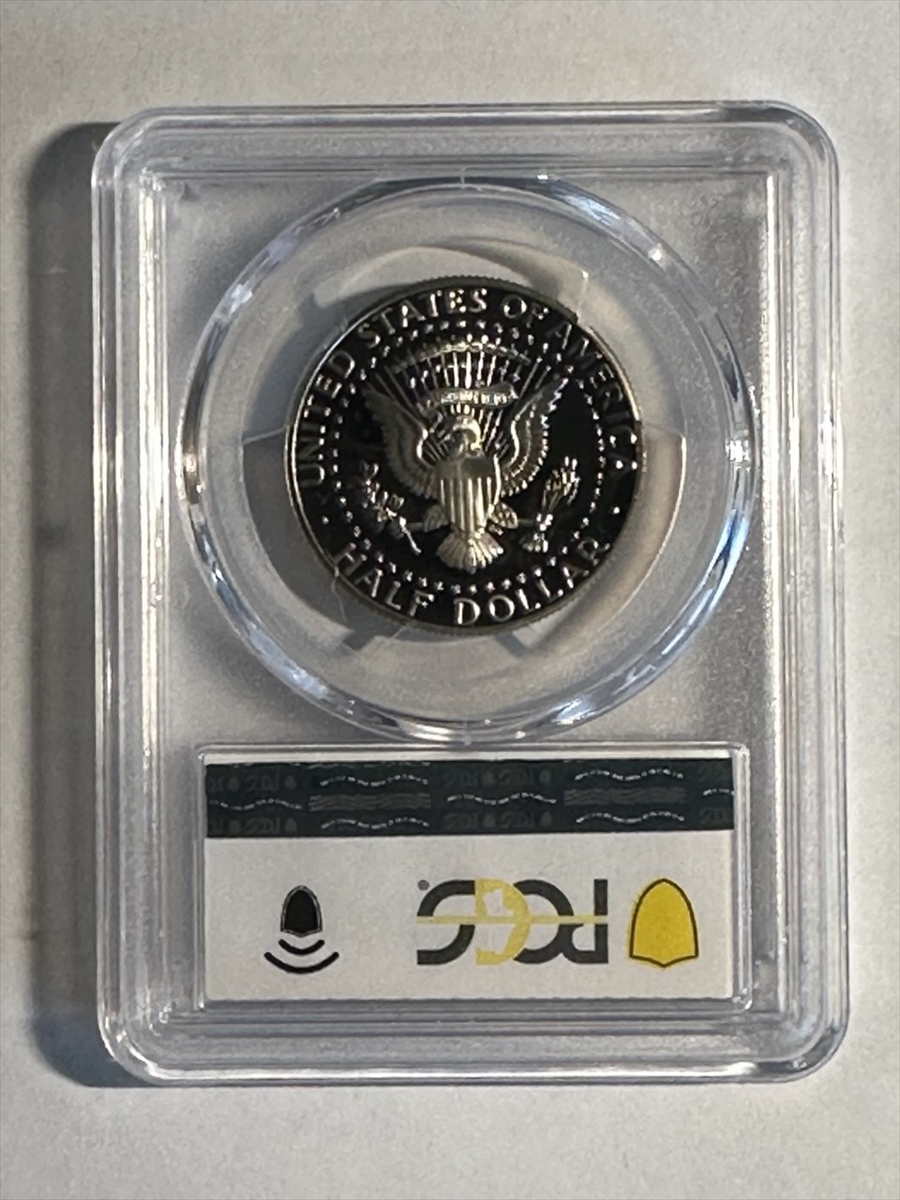 UNITED STATES OF AMERICA
HALF DOLLAR
PCGS